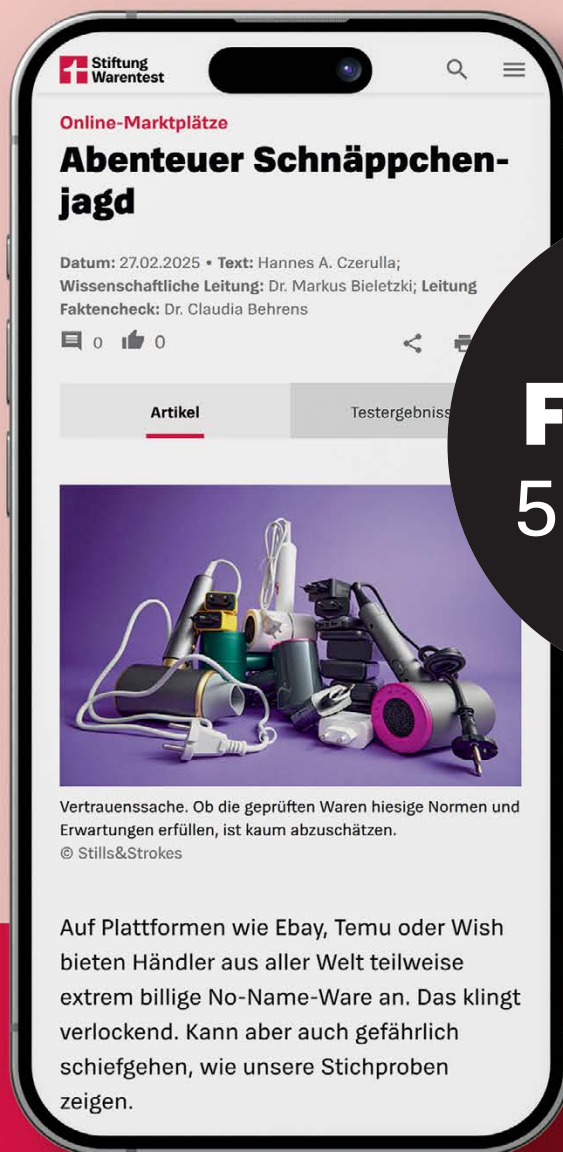 Stiftung
Warentest
Online-Marktplätze
Abenteuer Schnäppchen-
jagd
Datum: 27.02.2025 • Text: Hannes A. Czerulla;
Wissenschaftliche Leitung: Dr. Markus Bieletzki; Leitung
Faktencheck: Dr. Claudia Behrens
0 0
Artikel
Testergebniss
F
5
Vertrauenssache. Ob die geprüften Waren hiesige Normen und
Erwartungen erfüllen, ist kaum abzuschätzen.
© Stills&Strokes
Auf Plattformen wie Ebay, Temu oder Wish
bieten Händler aus aller Welt teilweise
extrem billige No-Name-Ware an. Das klingt
verlockend. Kann aber auch gefährlich
schiefgehen, wie unsere Stichproben
zeigen.